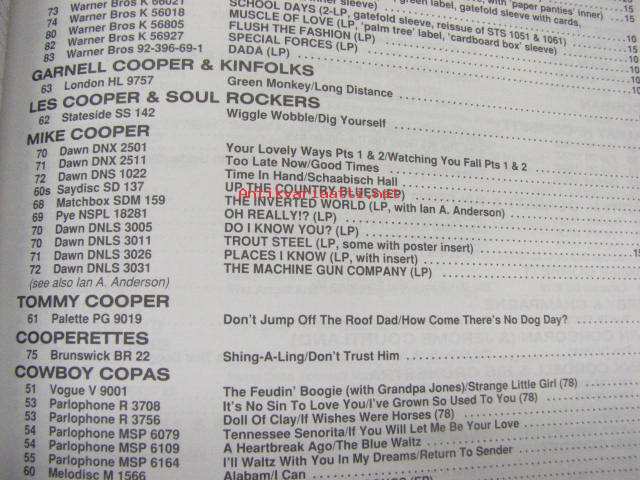 73 Warner Bros K 66021
74 Warner Bros K 56018 SCHOOL DAYS (2-LP, gatefold sleeve, reissue of STS 1051 & 1061) 15
80 Warner Bros K 56805 MUSCLE OF LOVE (LP, 'palm tree' label, 'cardboard box' sleeve)
82 Warner Bros K 56927 FLUSH THE FASHION (LP)
83 Warner Bros 92-396-69-1 SPECIAL FORCES (LP)
DADA (LP)
GARNELL COOPER & KINFOLKS
63 London HL 9757 Green Monkey/Long Distance
LES COOPER & SOUL ROCKERS
62 Stateside SS 142 Wiggle Wobble/Dig Yourself
MIKE COOPER
70 Dawn DNX 2501 Your Lovely Ways Pts 1 & 2/Watching You Fall Pts 1 & 2
71 Dawn DNX 2511 Too Late Now/Good Times
72 Dawn DNS 1022 Time In Hand/Schaabisch Hall
60s Saydisc SD 137 UP THE COUNTRY BLUES (EP)
68 Matchbox SDM 159 THE INVERTED WORLD (LP, with Ian A. Anderson)
69 Pye NSPL 18281 OH REALLY!? (LP)
70 Dawn DNLS 3005 DO I KNOW YOU? (LP)
70 Dawn DNLS 3011 TROUT STEEL (LP, some with poster insert)
71 Dawn DNLS 3026 PLACES I KNOW (LP, with insert)
72 Dawn DNLS 3031 THE MACHINE GUN COMPANY (LP)
(see also Ian A. Anderson)
TOMMY COOPER
61 Palette PG 9019 Don't Jump Off The Roof Dad/How Come There's No Dog Day?
COOPERETTES
75 Brunswick BR 22 Shing-A-Ling/Don't Trust Him
COWBOY COPAS
51 Vogue V 9001 The Feudin' Boogie (with Grandpa Jones)/Strange Little Girl (78)
53 Parlophone R 3708 It's No Sin To Love You/I've Grown So Used To You (78)
53 Parlophone R 3756 Doll Of Clay/If Wishes Were Horses (78)
54 Parlophone MSP 6079 Tennessee Senorita/If You Will Let Me Be Your Love
54 Parlophone MSP 6109 A Heartbreak Ago/The Blue Waltz
55 Parlophone MSP 6164 I'll Waltz With You In My Dreams/Return To Sender
60 Melodisc M 1566 Alabam/I Can
antikvariaatti.net